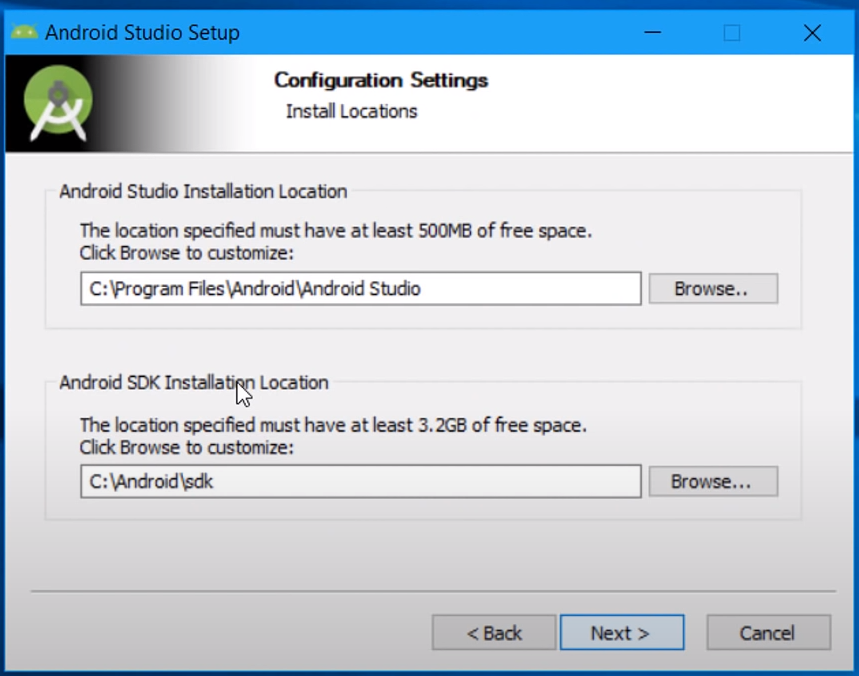 Android Studio Setup
Configuration Settings
Install Locations
Android Studio Installation Location
The location specified must have at least 500MB of free space.
Click Browse to customize:
C:\Program Files\Android\Android Studio
Browse..
Android SDK Installation Location
The location specified must have at least 3.2GB of free space.
Click Browse to customize:
C:\Android\sdk
Browse...
< Back
Next >
Cancel